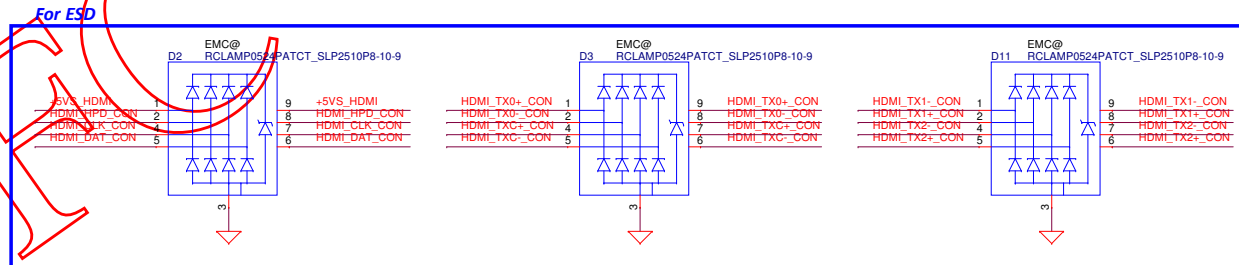 For ESD
EMC@
D2 RCLAMP0524PATCT_SLP2510P8-10-9
+5VS_HDMI 1 9 +5VS_HDMI
HDMI_HPD_CON 2 8 HDMI_HPD_CON
HDMI_CLK_CON 4 7 HDMI_CLK_CON
HDMI_DAT_CON 5 6 HDMI_DAT_CON
3
EMC@
D3 RCLAMP0524PATCT_SLP2510P8-10-9
HDMI_TX0+_CON 1 9 HDMI_TX0+_CON
HDMI_TX0-_CON 2 8 HDMI_TX0-_CON
HDMI_TXC+_CON 4 7 HDMI_TXC+_CON
HDMI_TXC-_CON 5 6 HDMI_TXC-_CON
3
EMC@
D11 RCLAMP0524PATCT_SLP2510P8-10-9
HDMI_TX1-_CON 1 9 HDMI_TX1-_CON
HDMI_TX1+_CON 2 8 HDMI_TX1+_CON
HDMI_TX2-_CON 4 7 HDMI_TX2-_CON
HDMI_TX2+_CON 5 6 HDMI_TX2+_CON
3